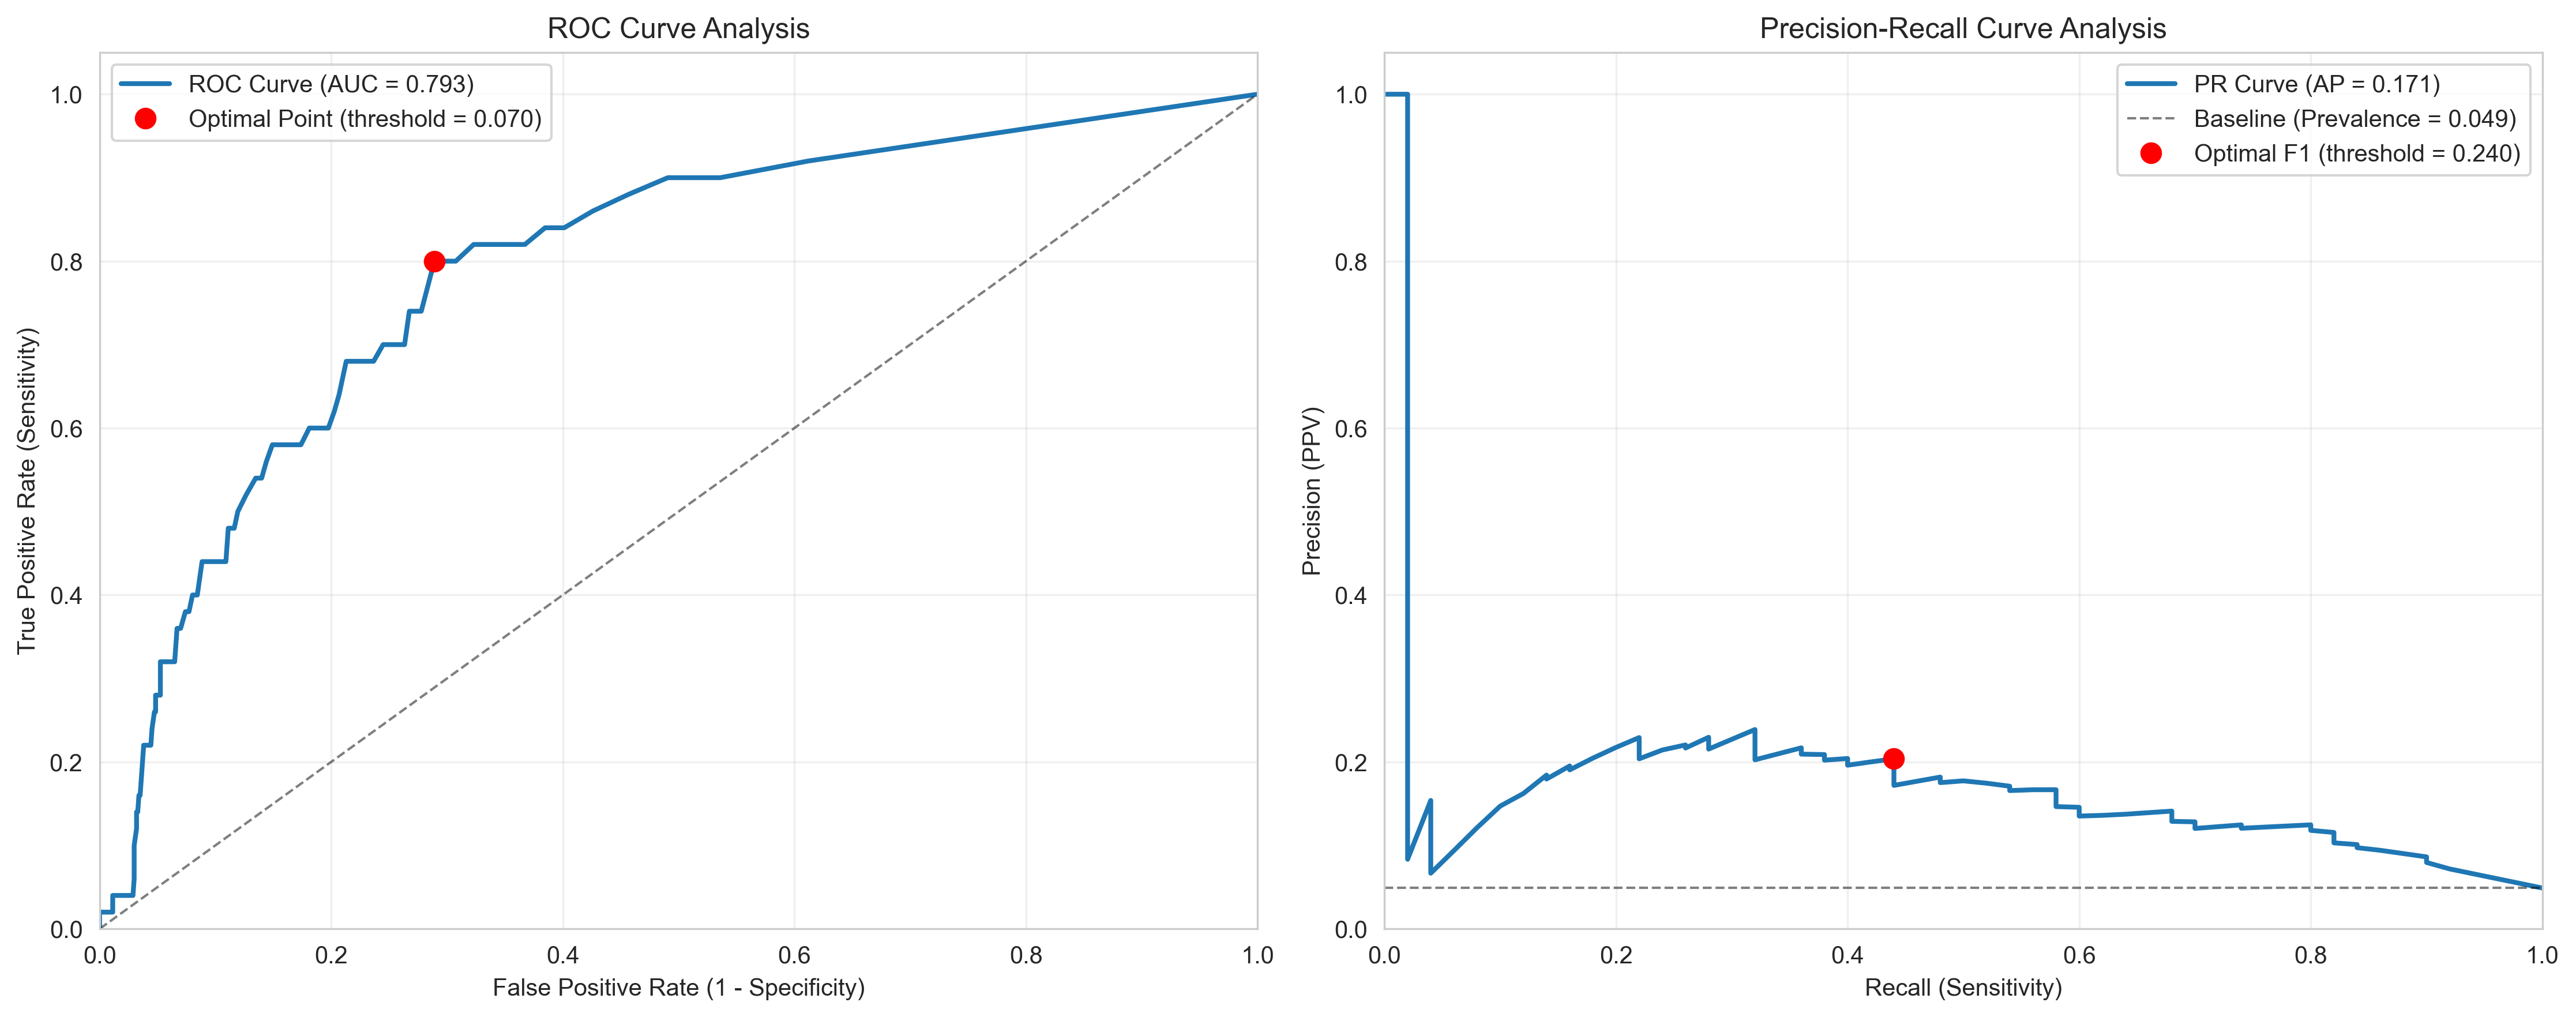 ROC Curve Analysis
ROC Curve (AUC = 0.793)
Optimal Point (threshold = 0.070)
True Positive Rate (Sensitivity)
1.0
0.8
0.6
0.4
0.2
0.0
0.0 0.2 0.4 0.6 0.8 1.0
False Positive Rate (1 - Specificity)
Precision-Recall Curve Analysis
PR Curve (AP = 0.171)
Baseline (Prevalence = 0.049)
Optimal F1 (threshold = 0.240)
Precision (PPV)
1.0
0.8
0.6
0.4
0.2
0.0
0.0 0.2 0.4 0.6 0.8 1.0
Recall (Sensitivity)